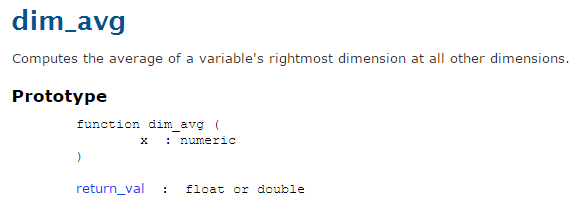 dim_avg
Computes the average of a variable's rightmost dimension at all other dimensions.
Prototype
function dim_avg (
x : numeric
)
return_val : float or double